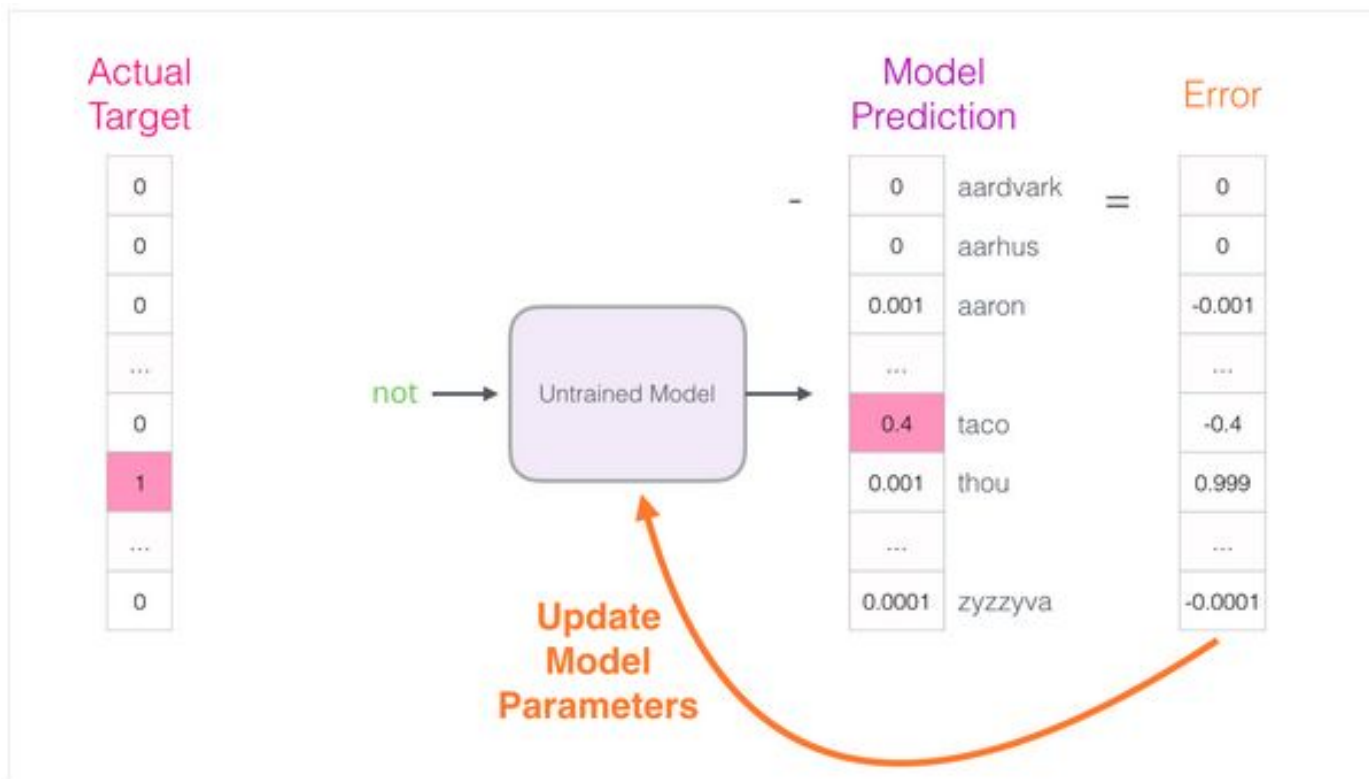 Actual
Target
Model
Prediction
Error
0
-
0
aardvark
=
0
0
0
aarhus
0
0
0.001
aaron
-0.001
...
...
...
not
Untrained Model
0
0.4
taco
-0.4
1
0.001
thou
0.999
...
...
...
0
0.0001
zyzzyva
-0.0001
Update
Model
Parameters